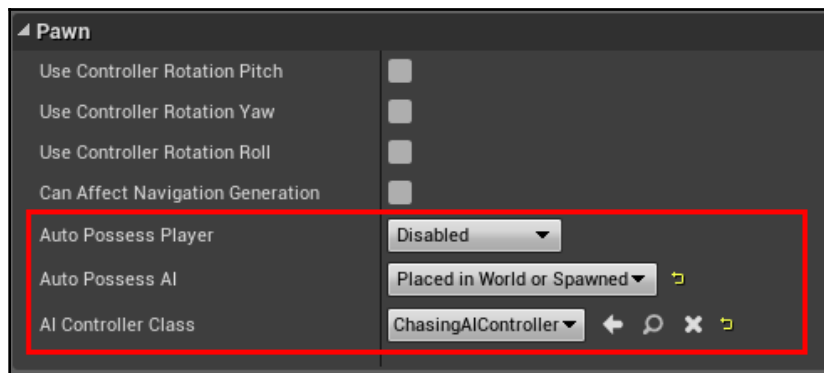 Pawn
Use Controller Rotation Pitch
Use Controller Rotation Yaw
Use Controller Rotation Roll
Can Affect Navigation Generation
Auto Possess Player Disabled
Auto Possess AI Placed in World or Spawned
AI Controller Class ChasingAIController